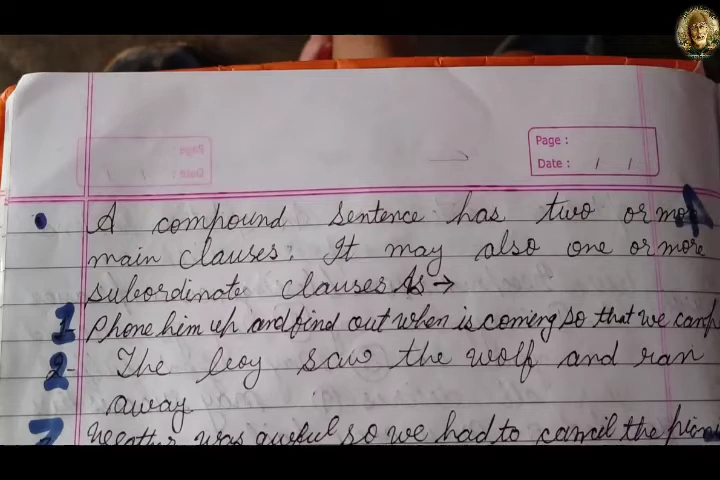 Page :
Date : / /
A compound sentence has two or more
main clauses. It may also one or more
subordinate clauses As →
1. Phone him up and find out when is coming so that we can
2. The boy saw the wolf and ran
away.
3 was awful so we had to cancil the